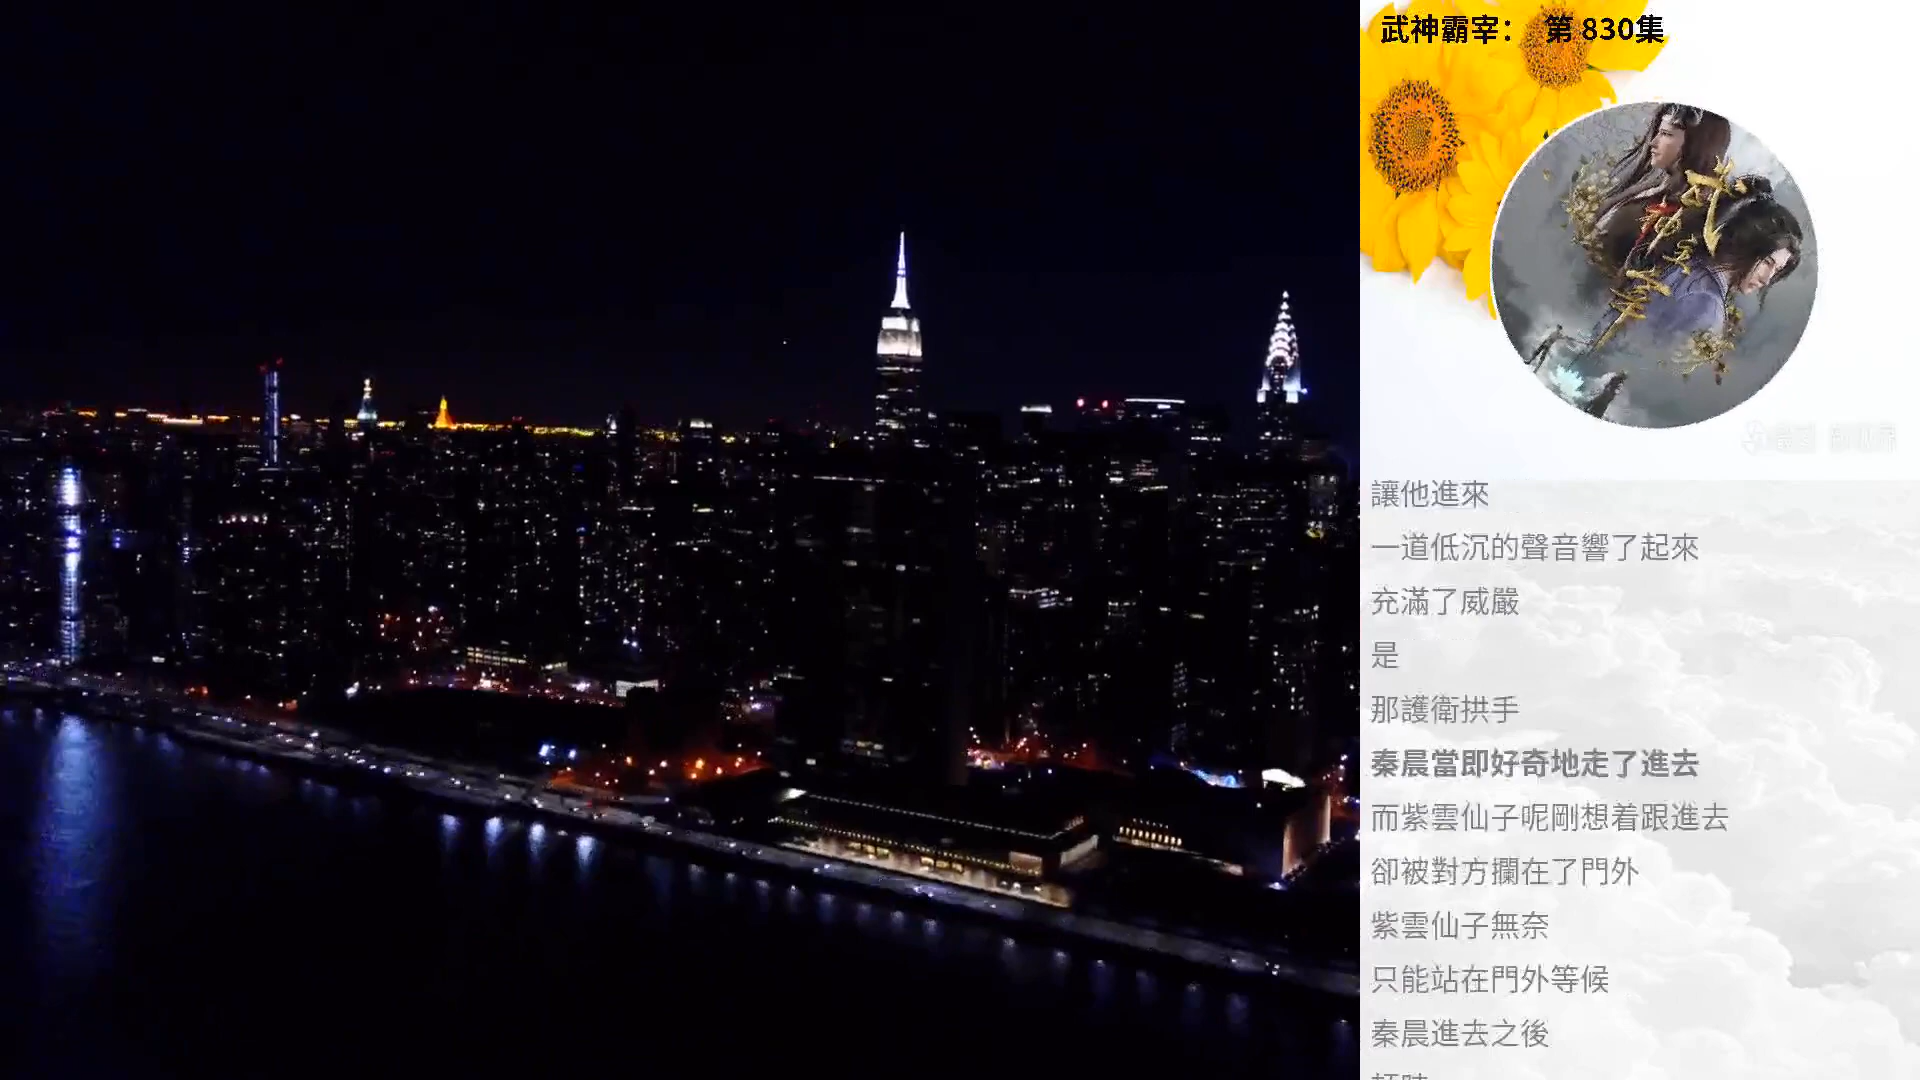 武神霸宰： 第 830集
武神主宰
讓他進來
一道低沉的聲音響了起來
充滿了威嚴
是
那護衛拱手
秦晨當即好奇地走了進去
而紫雲仙子呢剛想着跟進去
卻被對方攔在了門外
紫雲仙子無奈
只能站在門外等候
秦晨進去之後